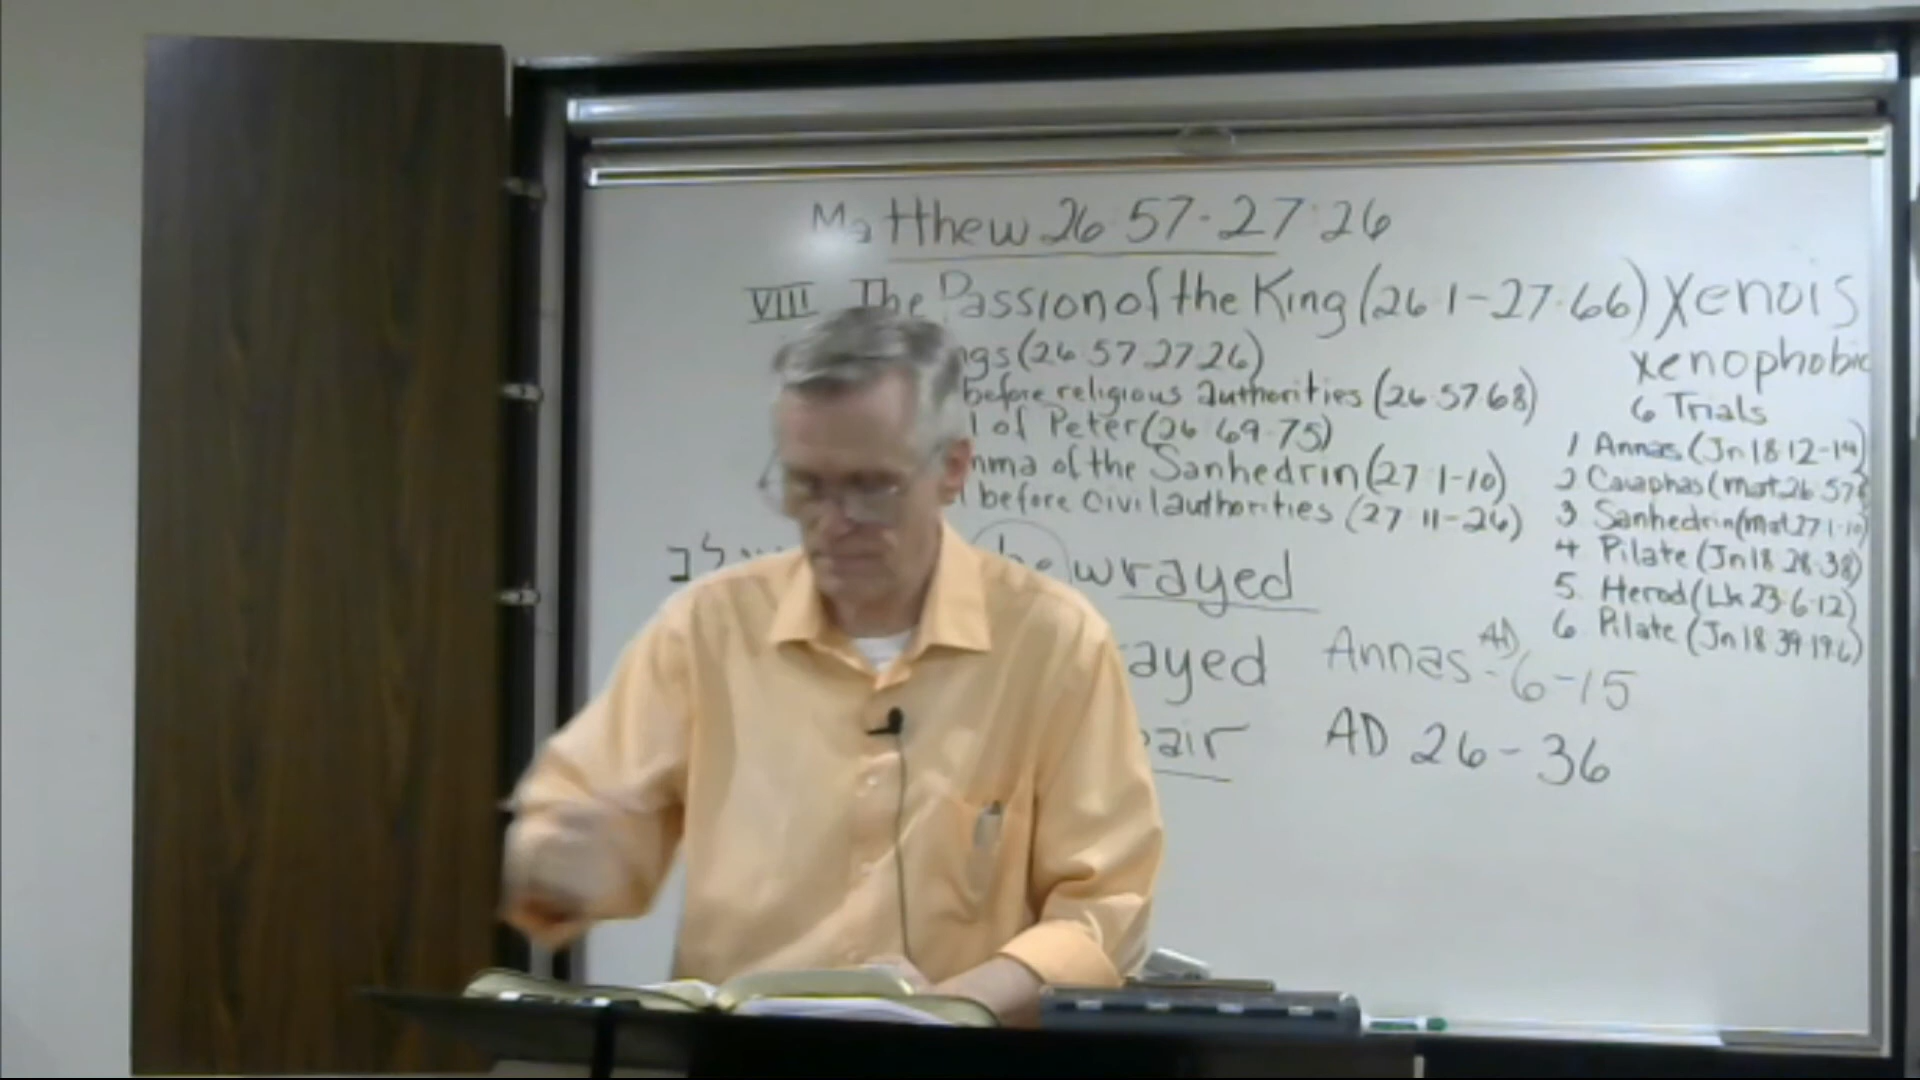 Matthew 26:57-27:26
VIII The Passion of the King (26:1-27:66)
ngs (26:57-27:26)
before religious authorities (26:57-68)
l of Peter (26:69-75)
mma of the Sanhedrin (27:1-10)
l before civil authorities (27:11-26)
bewrayed
ayed
air
Annas AD 6-15
AD 26-36
Xenois
xenophobic
6 Trials
1 Annas (Jn 18:12-14)
2 Caiaphas (Mat 26:57
3 Sanhedrin (Mat 27:1-10)
4 Pilate (Jn 18:28-38)
5 Herod (Lk 23:6-12)
6 Pilate (Jn 18:39-19:6)